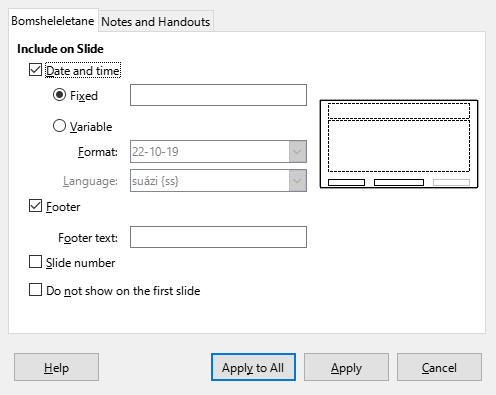 Bomsheleletane
Notes and Handouts
Include on Slide
Date and time
Fixed
Variable
Format: 22-10-19
Language: suázi {ss}
Footer
Footer text:
Slide number
Do not show on the first slide
Help
Apply to All
Apply
Cancel